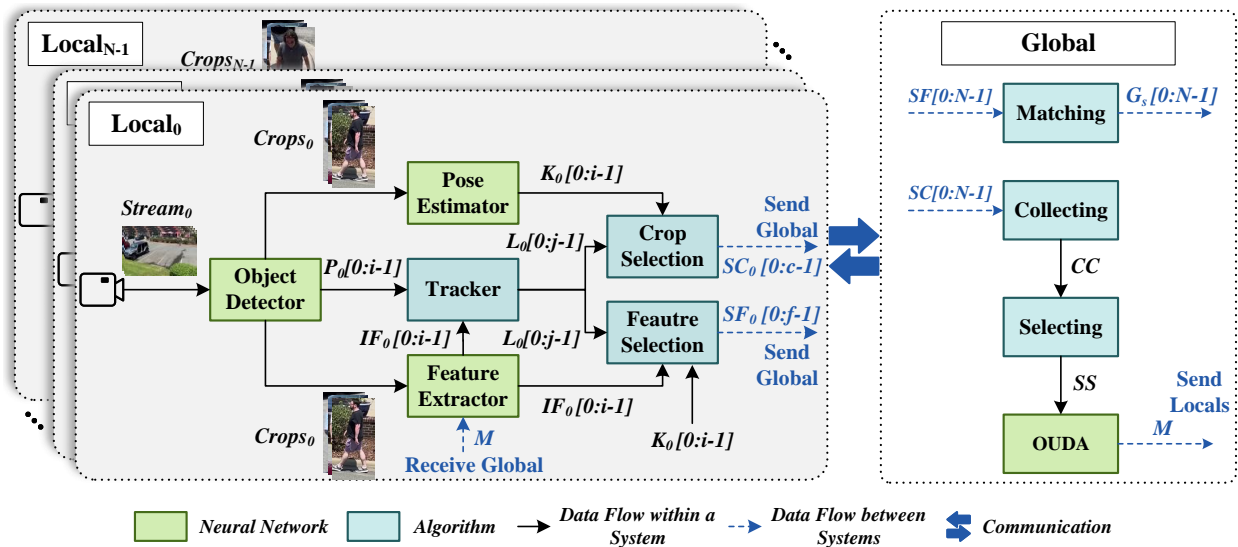 Local_{N-1}
Crops_{N-1}
Local_0
Crops_0
Stream_0
Object
Detector
Pose
Estimator
K_0[0:i-1]
P_0[0:i-1]
Tracker
L_0[0:j-1]
Crop
Selection
Send
Global
SC_0 [0:c-1]
IF_0[0:i-1]
L_0[0:j-1]
Feautre
Selection
SF_0 [0:f-1]
Send
Global
Feature
Extractor
IF_0[0:i-1]
Crops_0
M
Receive Global
K_0[0:i-1]
Global
SF[0:N-1]
Matching
G_s[0:N-1]
SC[0:N-1]
Collecting
CC
Selecting
SS
Send
Locals
OUDA
M
Neural Network
Algorithm
Data Flow within a
System
Data Flow between
Systems
Communication